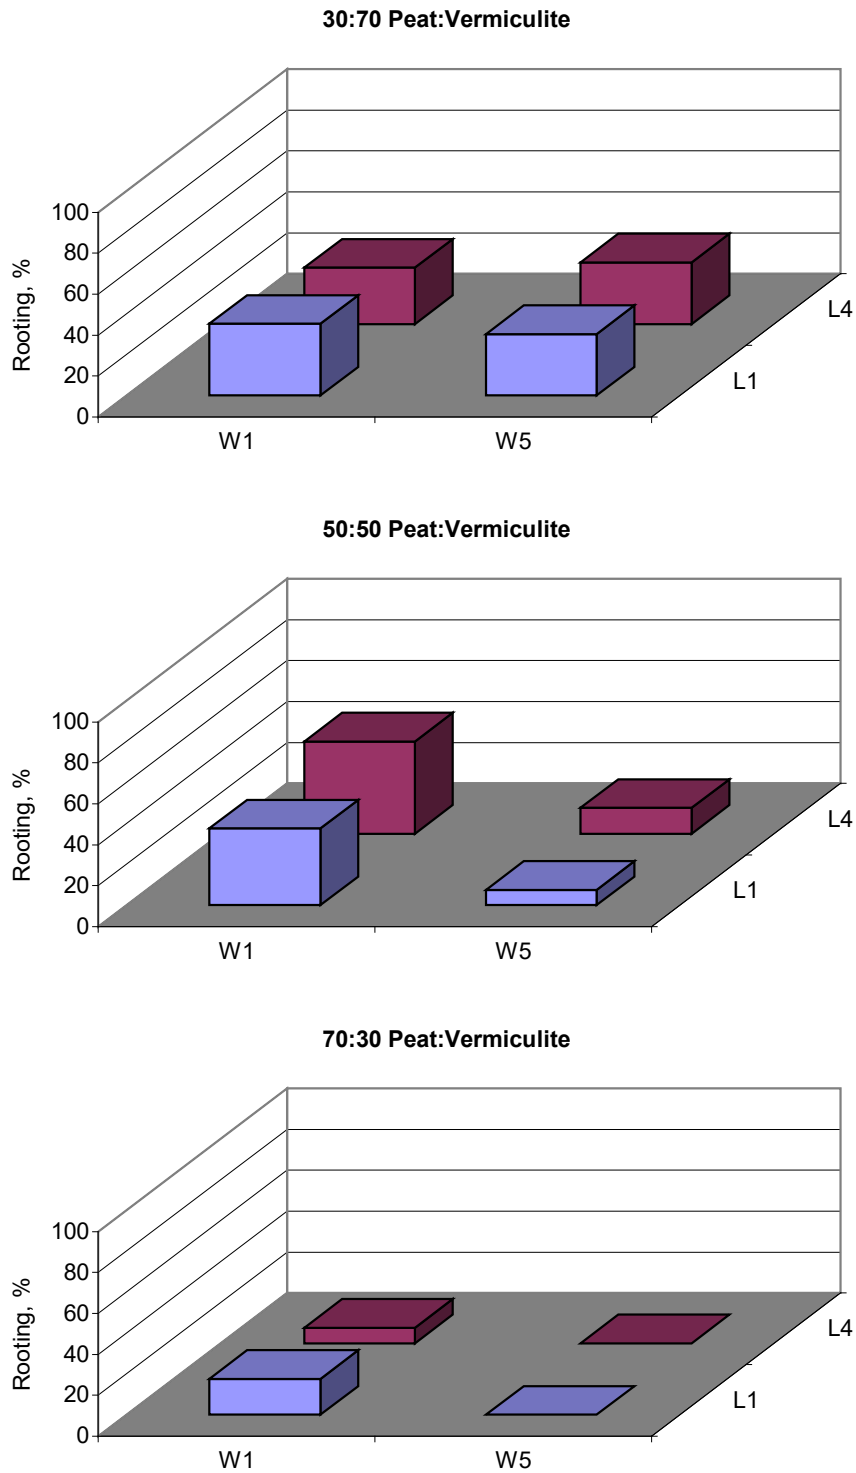 30:70 Peat:Vermiculite
100
80
60
40
20
0
Rooting, %
W1
W5
L1
L4
50:50 Peat:Vermiculite
100
80
60
40
20
0
Rooting, %
W1
W5
L1
L4
70:30 Peat:Vermiculite
100
80
60
40
20
0
Rooting, %
W1
W5
L1
L4